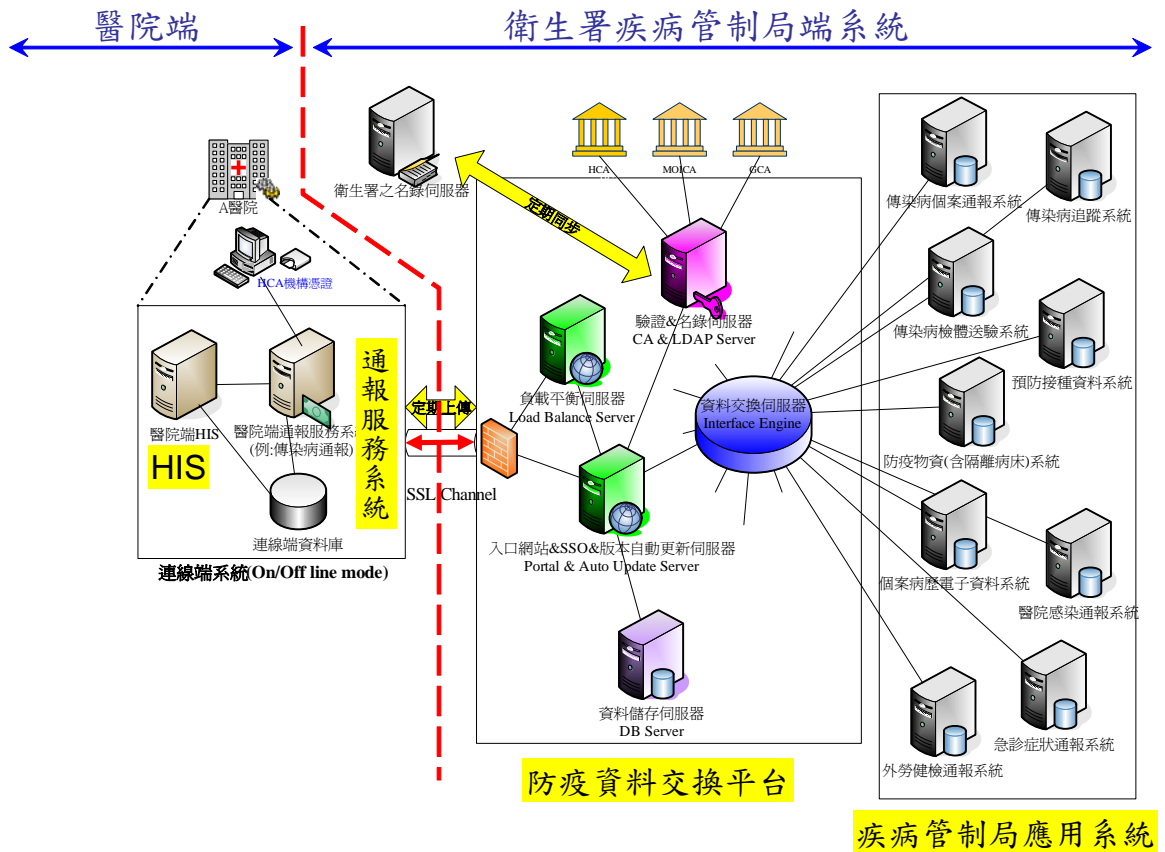 醫院端
衛生署疾病管制局端系統
A醫院
HCA機構憑證
醫院端HIS
HIS
醫院端通報服務系
(例:傳染病通報)
連線端資料庫
通報服務系統
連線端系統(On/Off line mode)
定期上傳
SSL Channel
衛生署之名錄伺服器
定期同步
HCA
MOICA
GCA
驗證&名錄伺服器
CA & LDAP Server
負載平衡伺服器
Load Balance Server
資料交換伺服器
Interface Engine
入口網站&SSO&版本自動更新伺服器
Portal & Auto Update Server
資料儲存伺服器
DB Server
防疫資料交換平台
傳染病個案通報系統
傳染病追蹤系統
傳染病檢體送驗系統
預防接種資料系統
防疫物資(含隔離病床)系統
個案病歷電子資料系統
醫院感染通報系統
急診症狀通報系統
外勞健檢通報系統
疾病管制局應用系統